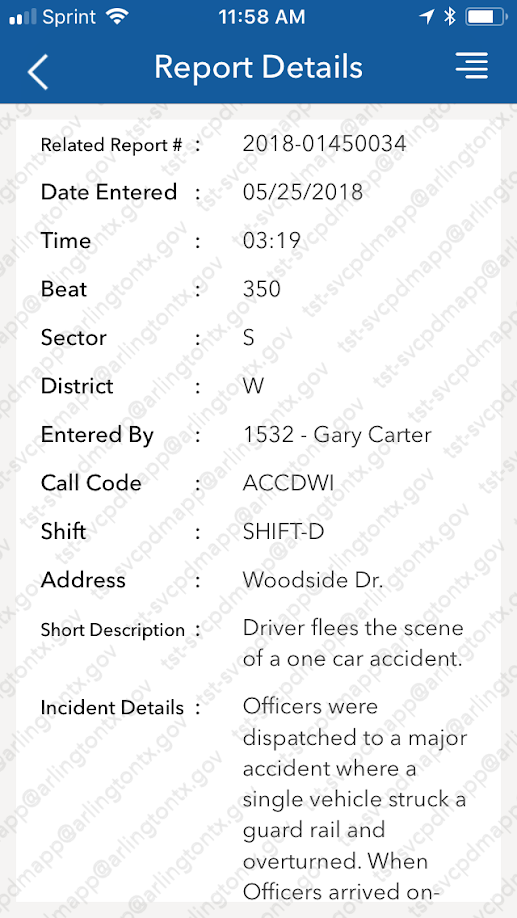 Sprint 11:58 AM
Report Details
Related Report # : 2018-01450034
Date Entered : 05/25/2018
Time : 03:19
Beat : 350
Sector : S
District : W
Entered By : 1532 - Gary Carter
Call Code : ACCDWI
Shift : SHIFT-D
Address : Woodside Dr.
Short Description : Driver flees the scene
of a one car accident.
Incident Details : Officers were
dispatched to a major
accident where a
single vehicle struck a
guard rail and
overturned. When
Officers arrived on-
tst-svcpdmapp@arlingtontx.gov